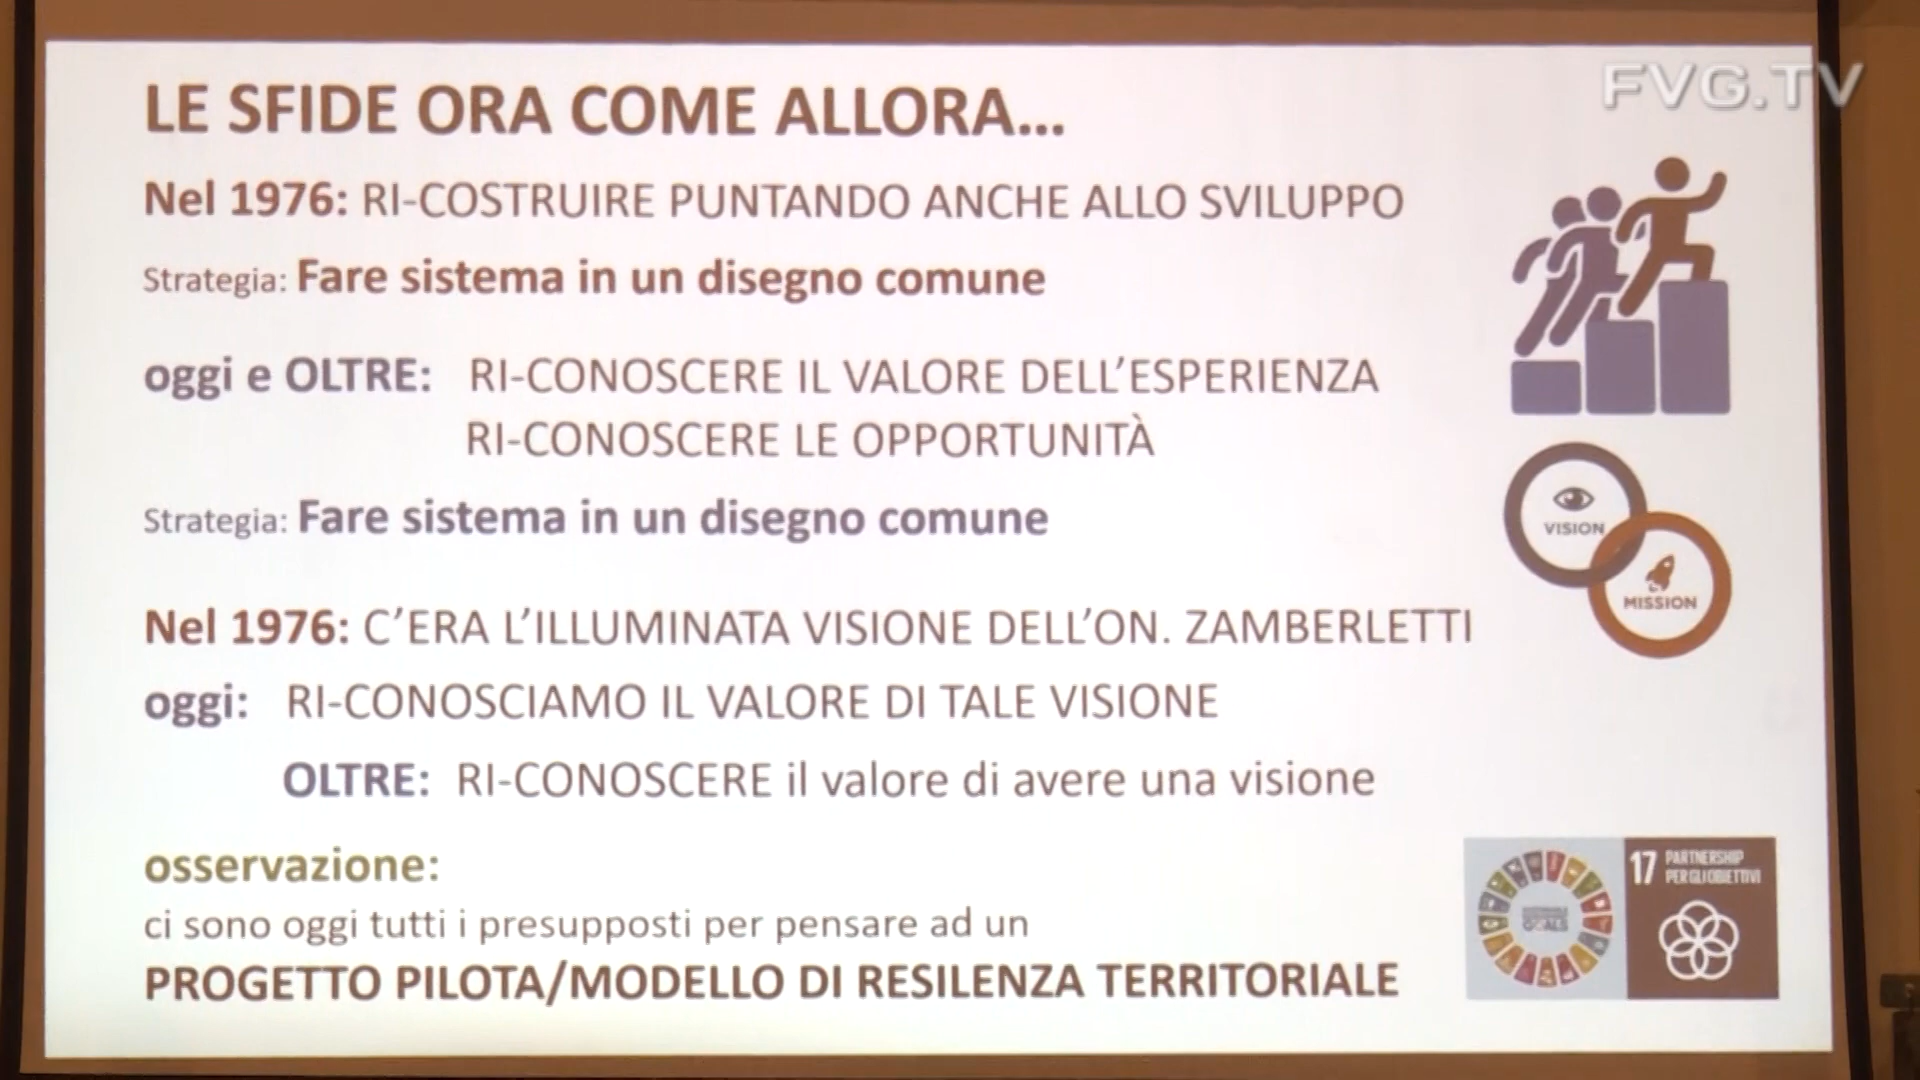 FVG.TV
LE SFIDE ORA COME ALLORA...
Nel 1976: RI-COSTRUIRE PUNTANDO ANCHE ALLO SVILUPPO
Strategia: Fare sistema in un disegno comune
oggi e OLTRE: RI-CONOSCERE IL VALORE DELL'ESPERIENZA
RI-CONOSCERE LE OPPORTUNITÀ
Strategia: Fare sistema in un disegno comune
VISION
MISSION
Nel 1976: C'ERA L'ILLUMINATA VISIONE DELL'ON. ZAMBERLETTI
oggi: RI-CONOSCIAMO IL VALORE DI TALE VISIONE
OLTRE: RI-CONOSCERE il valore di avere una visione
osservazione:
ci sono oggi tutti i presupposti per pensare ad un
PROGETTO PILOTA/MODELLO DI RESILENZA TERRITORIALE
GOALS
17 PARTNERSHIP
PER GLI OBIETTIVI